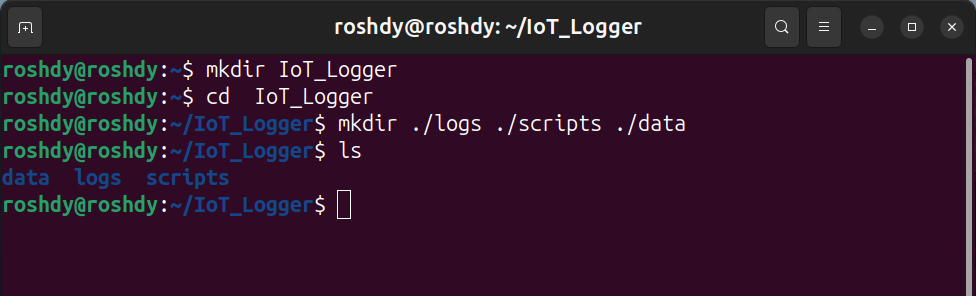 roshdy@roshdy: ~/IoT_Logger
roshdy@roshdy:~$ mkdir IoT_Logger
roshdy@roshdy:~$ cd  IoT_Logger
roshdy@roshdy:~/IoT_Logger$ mkdir ./logs ./scripts ./data
roshdy@roshdy:~/IoT_Logger$ ls
data  logs  scripts
roshdy@roshdy:~/IoT_Logger$